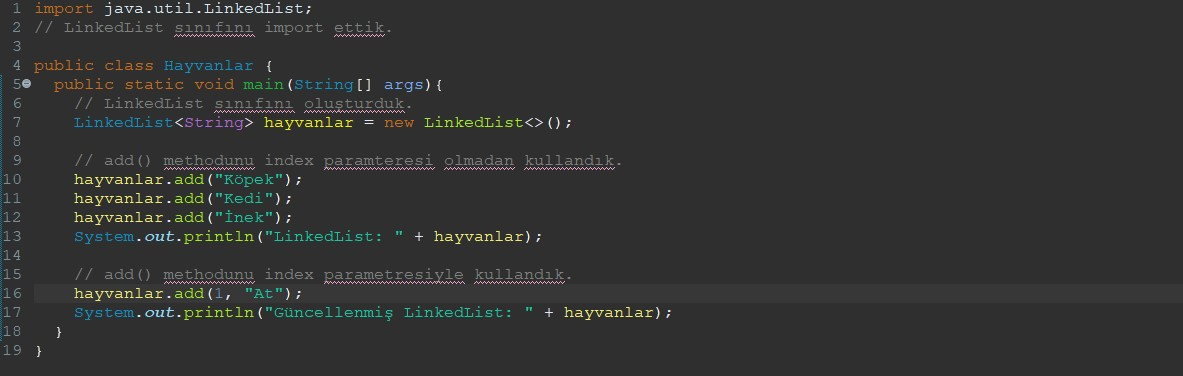 1 import java.util.LinkedList;
2 // LinkedList sınıfını import ettik.
3
4 public class Hayvanlar {
5 public static void main(String[] args){
6 // LinkedList sınıfını olusturduk.
7 LinkedList<String> hayvanlar = new LinkedList<>();
8
9 // add() methodunu index paramteresi olmadan kullandık.
10 hayvanlar.add("Köpek");
11 hayvanlar.add("Kedi");
12 hayvanlar.add("İnek");
13 System.out.println("LinkedList: " + hayvanlar);
14
15 // add() methodunu index parametresiyle kullandık.
16 hayvanlar.add(1, "At");
17 System.out.println("Güncellenmiş LinkedList: " + hayvanlar);
18 }
19 }